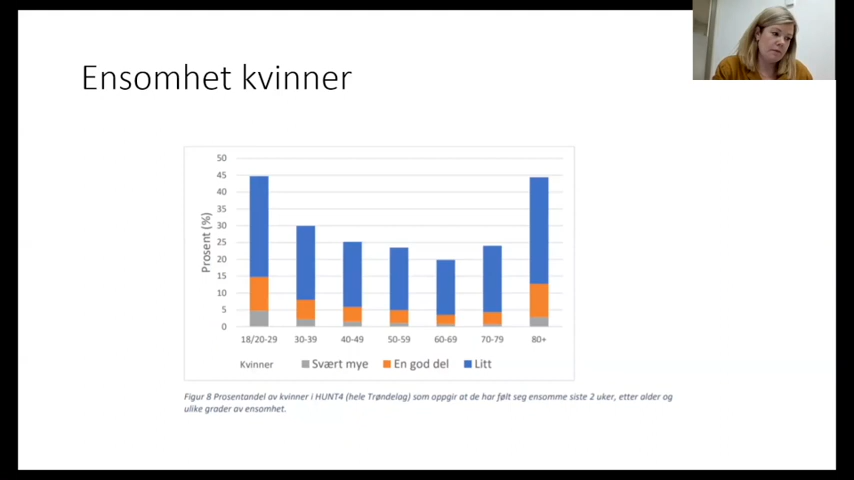 Ensomhet kvinner
50
45
40
35
30
25
20
15
10
5
0
Prosent (%)
18/20-29 30-39 40-49 50-59 60-69 70-79 80+
Kvinner Svært mye En god del Litt
Figur 8 Prosentandel av kvinner i HUNT4 (hele Trøndelag) som oppgir at de har følt seg ensomme siste 2 uker, etter alder og
ulike grader av ensomhet.